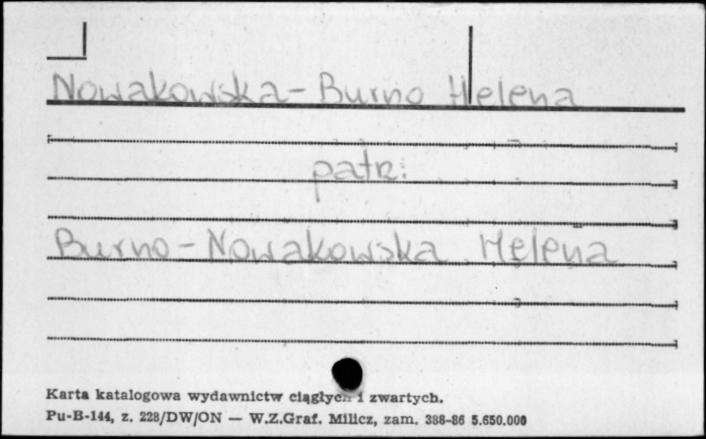 Nowakowska-Burno Helena
patrz:
Burno-Nowakowska Helena
Karta katalogowa wydawnictw ciągłych i zwartych.
Pu-B-144, z. 228/DW/ON — W.Z.Graf. Milicz, zam. 388-86 5.650.000